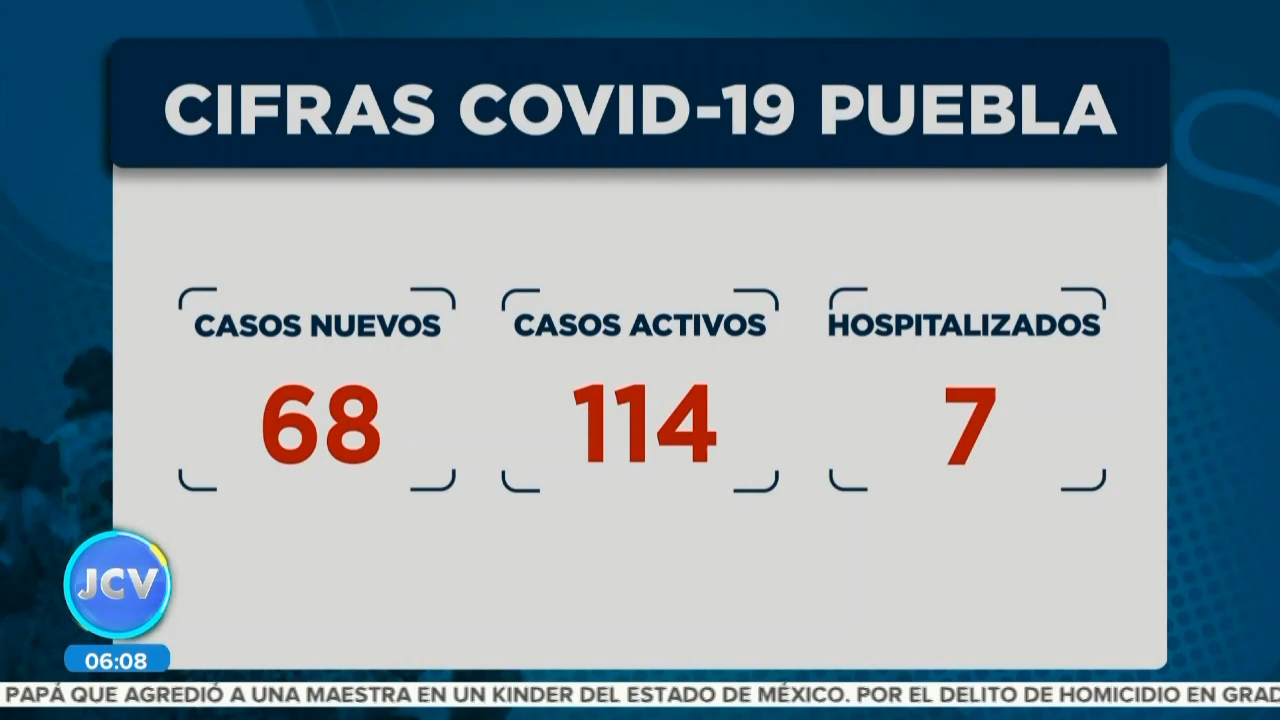 CIFRAS COVID-19 PUEBLA
CASOS NUEVOS
68
CASOS ACTIVOS
114
HOSPITALIZADOS
7
JCV
06:08
PAPÁ QUE AGREDIÓ A UNA MAESTRA EN UN KINDER DEL ESTADO DE MÉXICO. POR EL DELITO DE HOMICIDIO EN GRAD